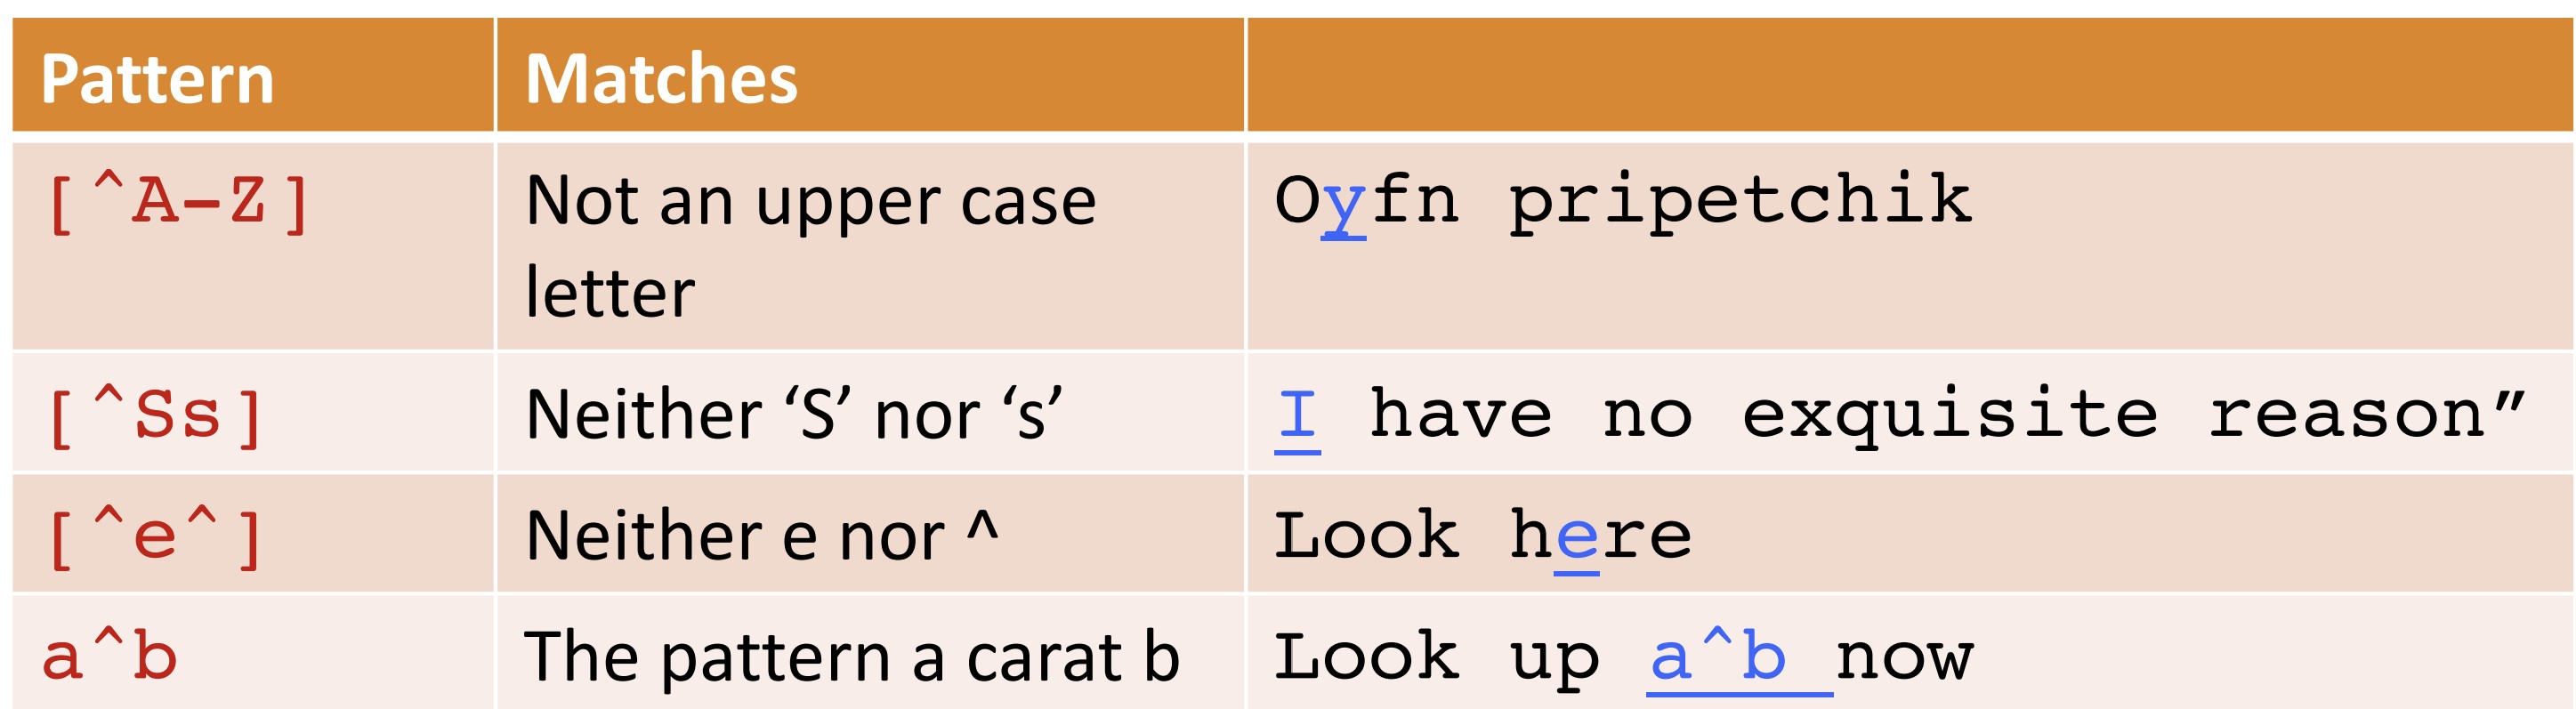 Pattern Matches
[^A-Z] Not an upper case Oyfn pripetchik
letter
[^Ss] Neither ‘S’ nor ‘s’ I have no exquisite reason”
[^e^] Neither e nor ^ Look here
a^b The pattern a carat b Look up a^b now